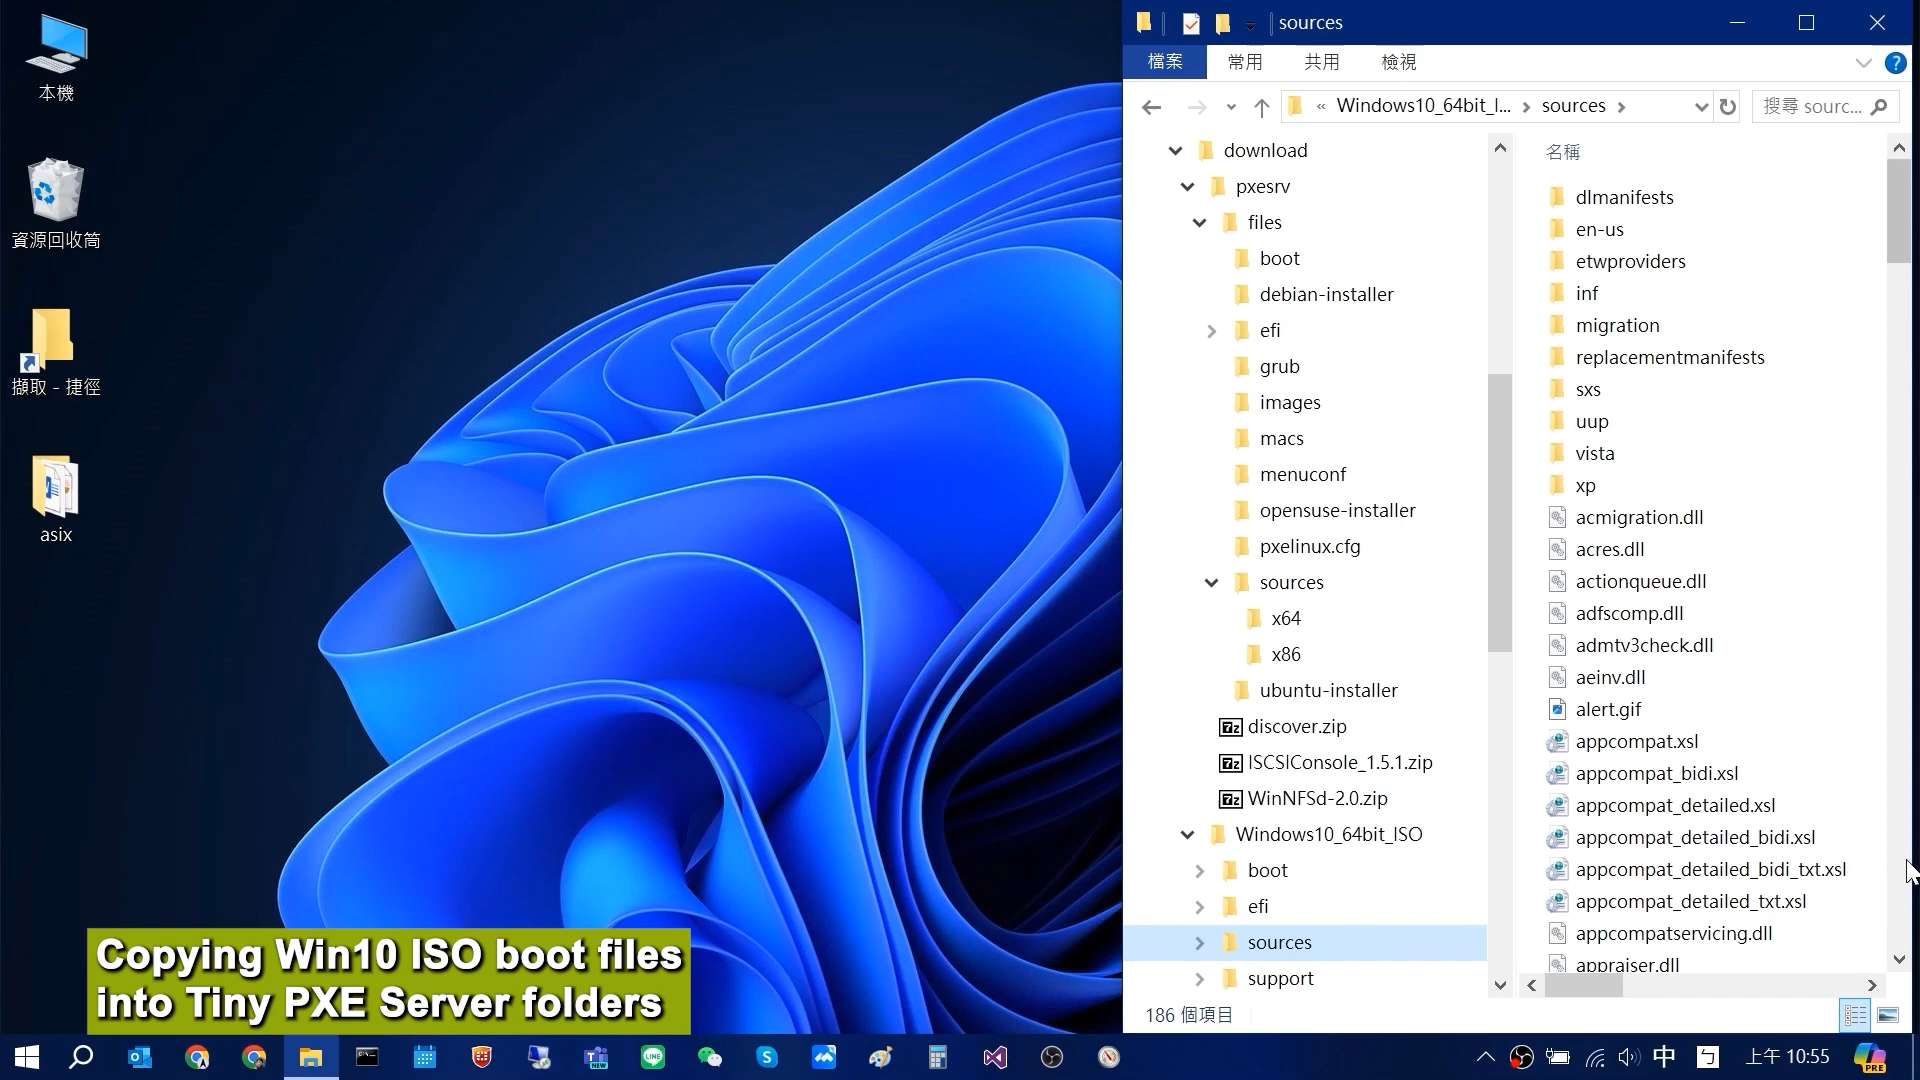 本機
資源回收筒
擷取 - 捷徑
asix
Copying Win10 ISO boot files
into Tiny PXE Server folders
sources
檔案
常用
共用
檢視
?
« Windows10_64bit_I... › sources ›
搜尋 sourc...
download
pxesrv
files
boot
debian-installer
efi
grub
images
macs
menuconf
opensuse-installer
pxelinux.cfg
sources
x64
x86
ubuntu-installer
discover.zip
ISCSIConsole_1.5.1.zip
WinNFSd-2.0.zip
Windows10_64bit_ISO
boot
efi
sources
support
名稱
dlmanifests
en-us
etwproviders
inf
migration
replacementmanifests
sxs
uup
vista
xp
acmigration.dll
acres.dll
actionqueue.dll
adfscomp.dll
admtv3check.dll
aeinv.dll
alert.gif
appcompat.xsl
appcompat_bidi.xsl
appcompat_detailed.xsl
appcompat_detailed_bidi.xsl
appcompat_detailed_bidi_txt.xsl
appcompat_detailed_txt.xsl
appcompatservicing.dll
appraiser.dll
186 個項目
中
ㄅ
上午 10:55
PRE